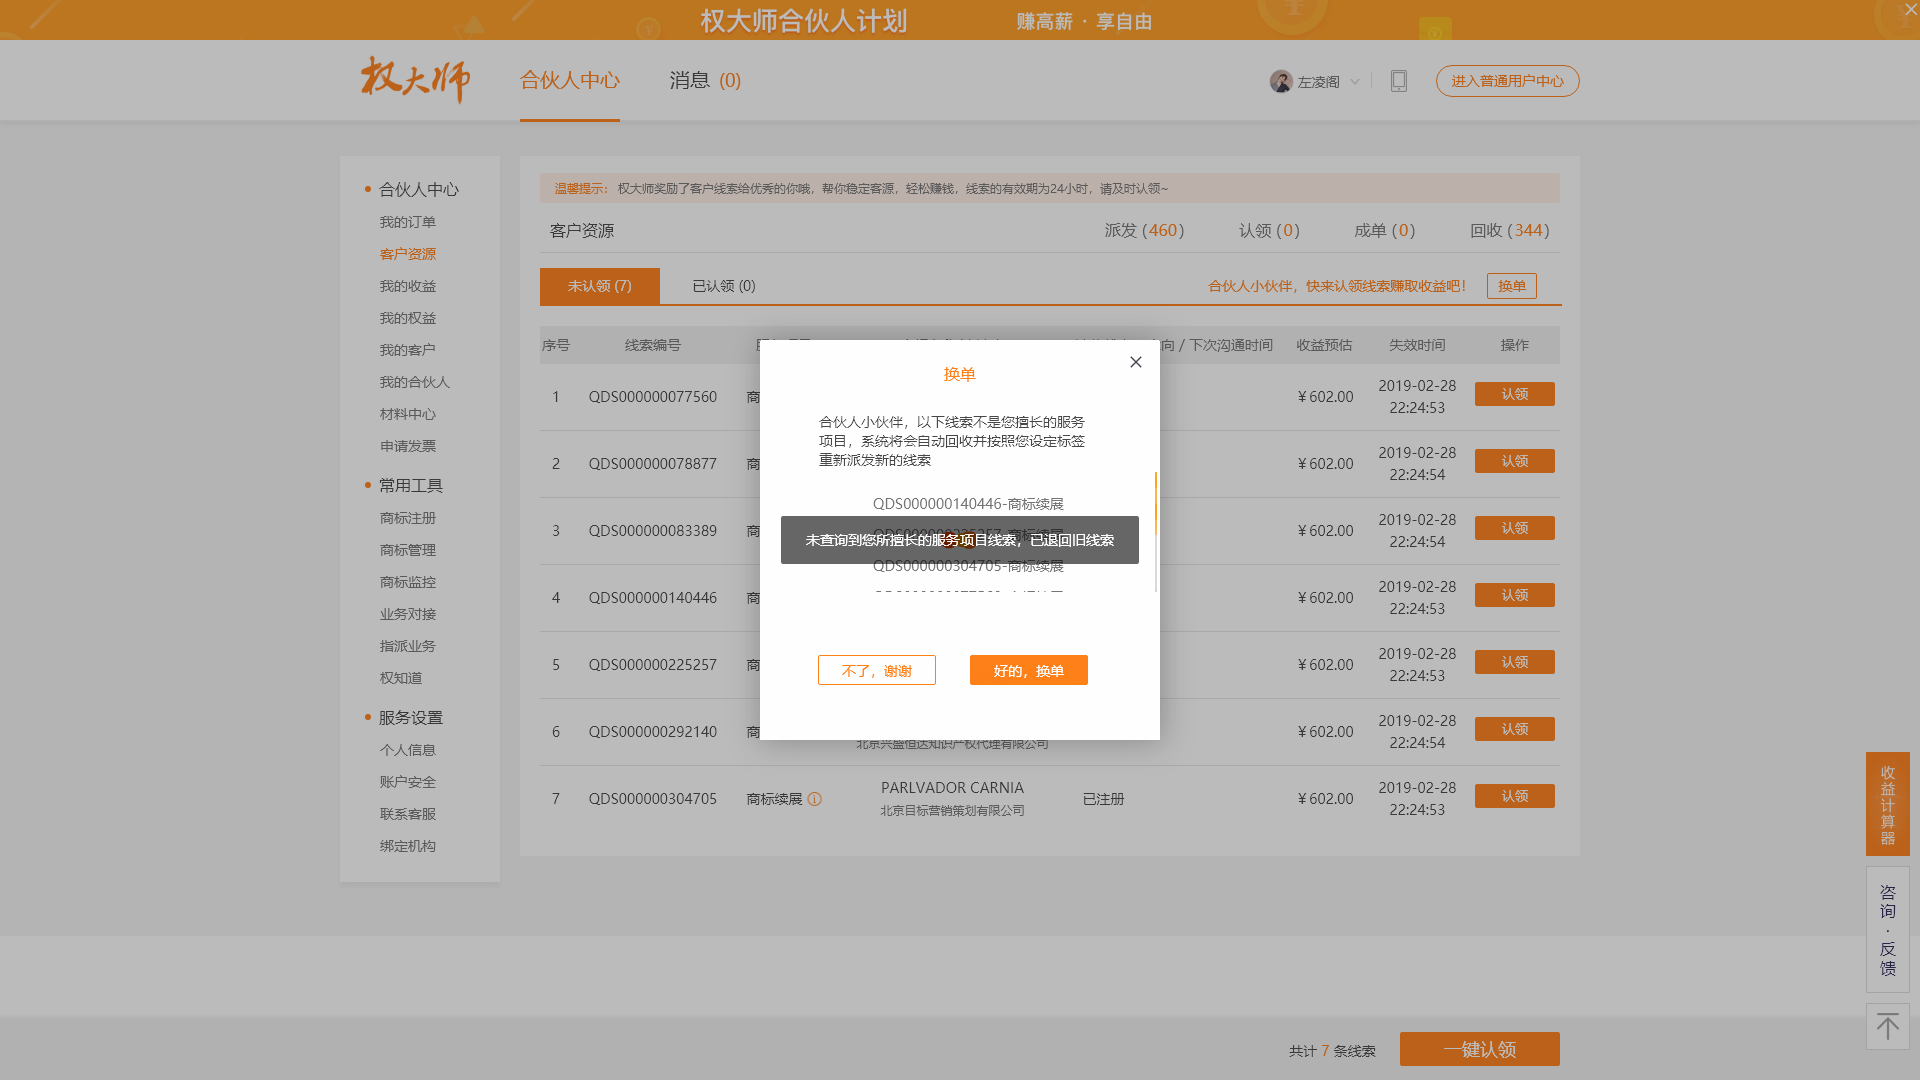 权大师合伙人计划
赚高薪 · 享自由
权大师
合伙人中心
消息 (0)
左凌阁
进入普通用户中心
合伙人中心
我的订单
客户资源
我的收益
我的权益
我的客户
我的合伙人
材料中心
申请发票
常用工具
商标注册
商标管理
商标监控
业务对接
指派业务
权知道
服务设置
个人信息
账户安全
联系客服
绑定机构
温馨提示： 权大师奖励了客户线索给优秀的你哦，帮你稳定客源，轻松赚钱，线索的有效期为24小时，请及时认领~
客户资源
派发 (460)
认领 (0)
成单 (0)
回收 (344)
未认领 (7)
已认领 (0)
合伙人小伙伴，快来认领线索赚取收益吧！
换单
序号 线索编号 向 / 下次沟通时间 收益预估 失效时间 操作
1 QDS000000077560 商 ¥ 602.00 2019-02-28 认领
22:24:53
2 QDS000000078877 商 ¥ 602.00 2019-02-28 认领
22:24:54
3 QDS000000083389 商 ¥ 602.00 2019-02-28 认领
22:24:54
4 QDS000000140446 商 ¥ 602.00 2019-02-28 认领
22:24:53
5 QDS000000225257 商 ¥ 602.00 2019-02-28 认领
22:24:53
6 QDS000000292140 商 ¥ 602.00 2019-02-28 认领
22:24:54
北京兴盛恒达知识产权代理有限公司
7 QDS000000304705 商标续展 PARLVADOR CARNIA 已注册 ¥ 602.00 2019-02-28 认领
北京目标营销策划有限公司 22:24:53
换单
合伙人小伙伴，以下线索不是您擅长的服务
项目，系统将会自动回收并按照您设定标签
重新派发新的线索
QDS000000140446-商标续展
未查询到您所擅长的服务项目线索，已退回旧线索
QDS000000304705-商标续展
不了，谢谢
好的，换单
收益计算器
咨询·反馈
共计 7 条线索
一键认领